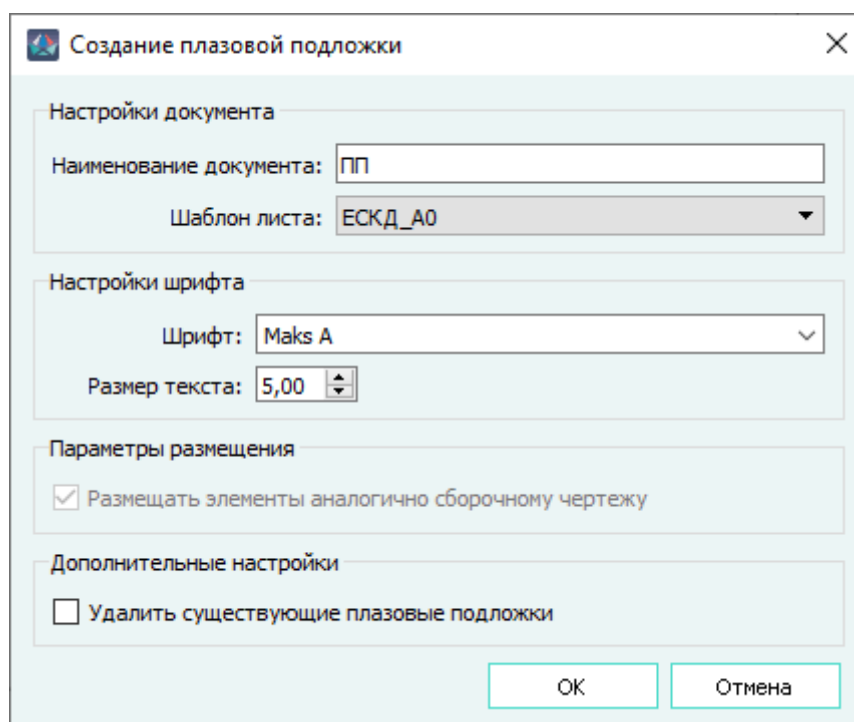 Создание плазовой подложки
Настройки документа
Наименование документа: ПП
Шаблон листа: ЕСКД_А0
Настройки шрифта
Шрифт: Maks A
Размер текста: 5,00
Параметры размещения
Размещать элементы аналогично сборочному чертежу
Дополнительные настройки
Удалить существующие плазовые подложки
ОК Отмена